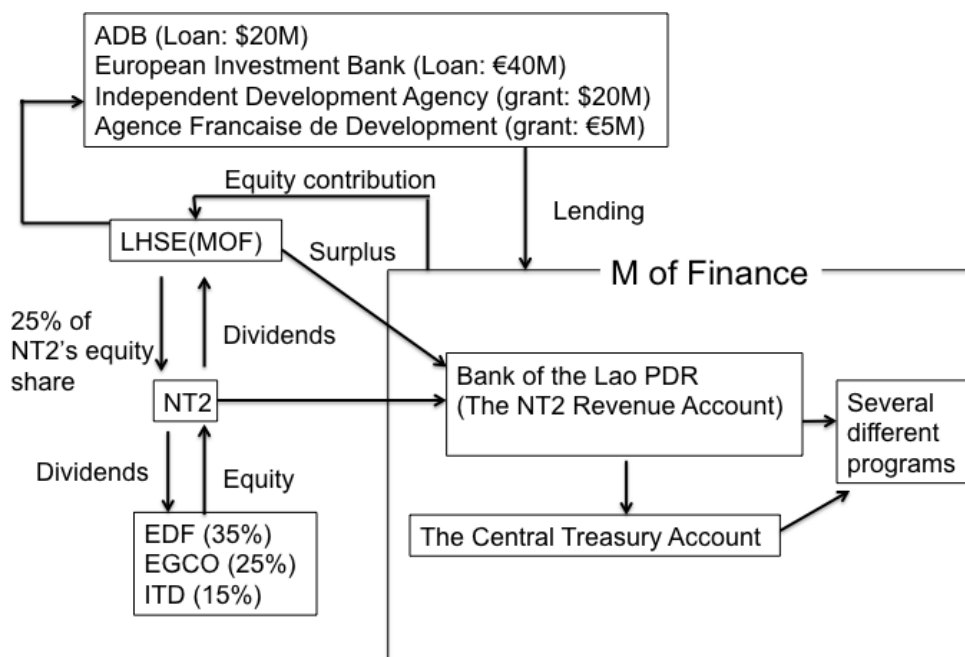 ADB (Loan: $20M)
European Investment Bank (Loan: €40M)
Independent Development Agency (grant: $20M)
Agence Francaise de Development (grant: €5M)
Equity contribution
Lending
LHSE(MOF)
Surplus
M of Finance
25% of
NT2's equity
share
Dividends
Bank of the Lao PDR
(The NT2 Revenue Account)
Several
different
programs
NT2
Dividends
Equity
The Central Treasury Account
EDF (35%)
EGCO (25%)
ITD (15%)